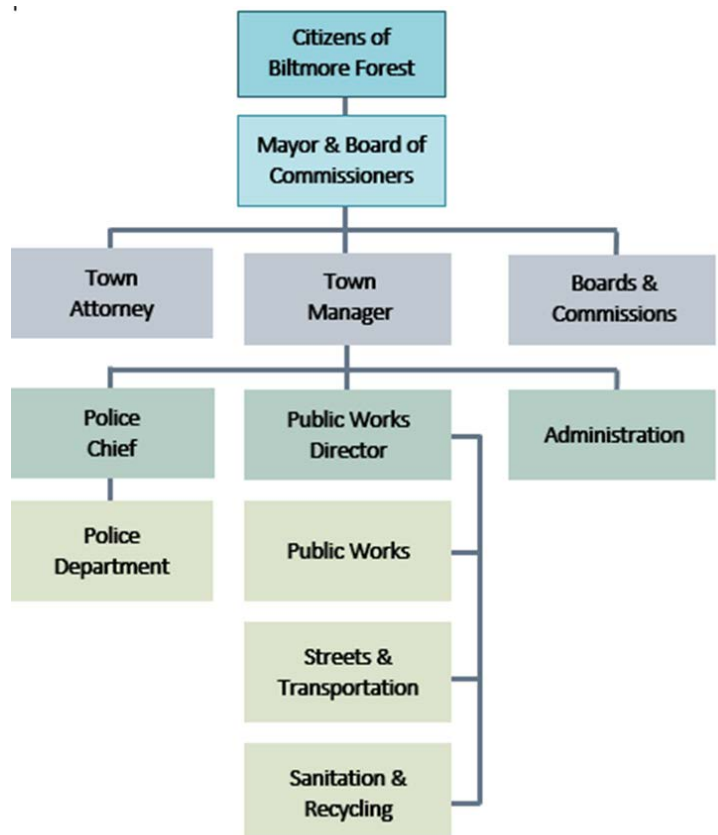 Citizens of
Biltmore Forest
Mayor & Board of
Commissioners
Town
Attorney
Town
Manager
Boards &
Commissions
Police
Chief
Public Works
Director
Administration
Police
Department
Public Works
Streets &
Transportation
Sanitation &
Recycling